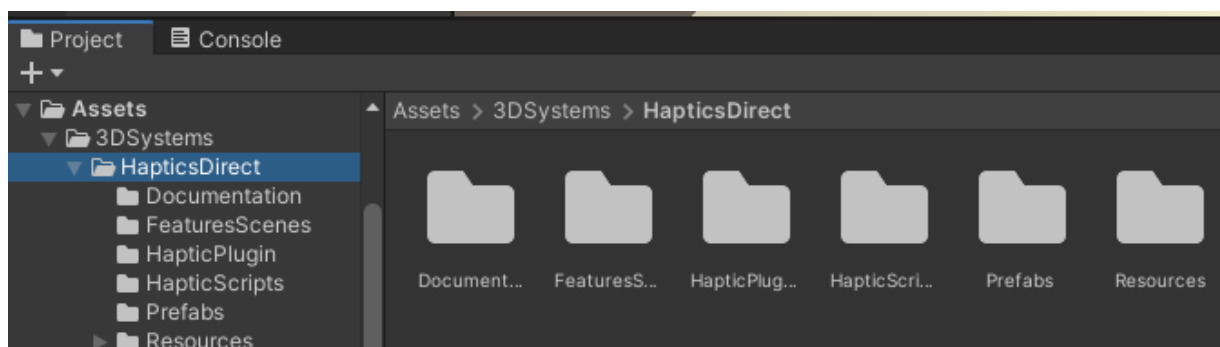 Project Console
Assets
3DSystems
HapticsDirect
Documentation
FeaturesScenes
HapticPlugin
HapticScripts
Prefabs
Resources
Assets > 3DSystems > HapticsDirect
Document... FeaturesS... HapticPlug... HapticScri... Prefabs Resources